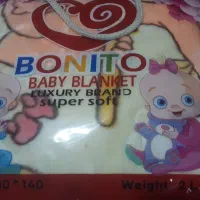 BONITO
BABY BLANKET
LUXURY BRAND
super soft
Weight